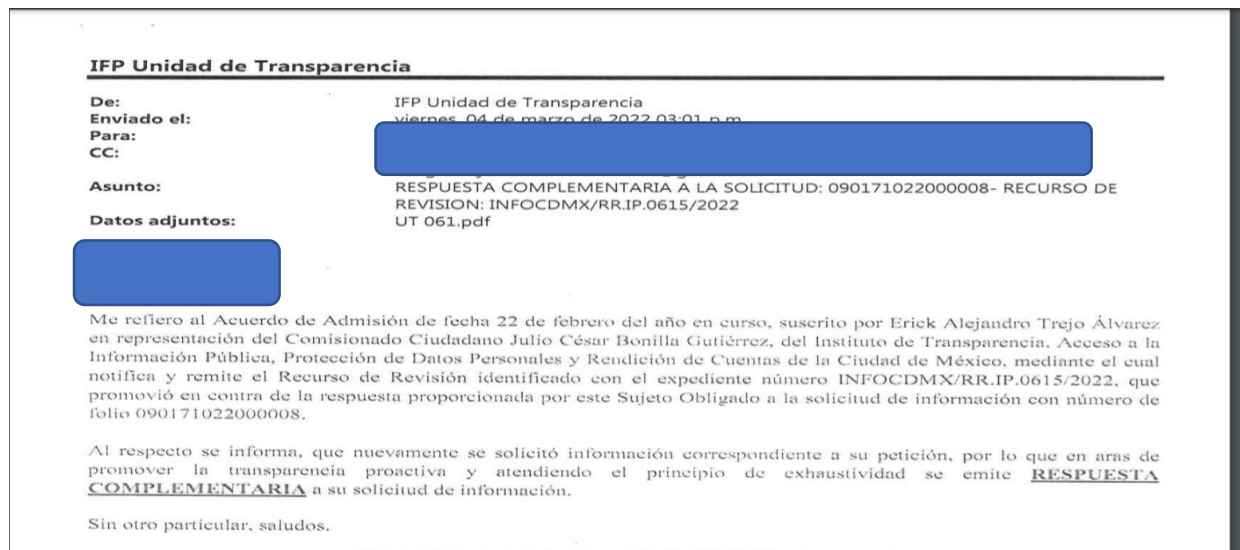 IFP Unidad de Transparencia
De: IFP Unidad de Transparencia
Enviado el: viernes, 04 de marzo de 2022 03:01 p.m.
Para:
CC:
Asunto: RESPUESTA COMPLEMENTARIA A LA SOLICITUD: 090171022000008- RECURSO DE
REVISION: INFOCDMX/RR.IP.0615/2022
Datos adjuntos: UT 061.pdf
Me refiero al Acuerdo de Admisión de fecha 22 de febrero del año en curso, suscrito por Erick Alejandro Trejo Álvarez
en representación del Comisionado Ciudadano Julio César Bonilla Gutiérrez, del Instituto de Transparencia, Acceso a la
Información Pública, Protección de Datos Personales y Rendición de Cuentas de la Ciudad de México, mediante el cual
notifica y remite el Recurso de Revisión identificado con el expediente número INFOCDMX/RR.IP.0615/2022, que
promovió en contra de la respuesta proporcionada por este Sujeto Obligado a la solicitud de información con número de
folio 090171022000008.
Al respecto se informa, que nuevamente se solicitó información correspondiente a su petición, por lo que en aras de
promover la transparencia proactiva y atendiendo el principio de exhaustividad se emite RESPUESTA
COMPLEMENTARIA a su solicitud de información.
Sin otro particular, saludos.